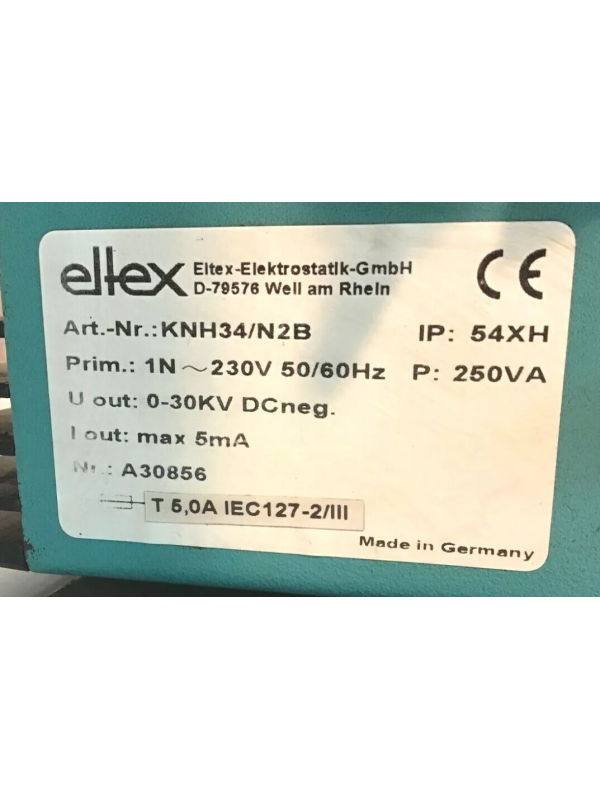 eltex Eltex-Elektrostatik-GmbH
D-79576 Weil am Rhein
CE
Art.-Nr.:KNH34/N2B IP: 54XH
Prim.: 1N ~ 230V 50/60Hz P: 250VA
U out: 0-30KV DCneg.
I out: max 5mA
Nr.: A30856
T 5,0A IEC127-2/III
Made in Germany